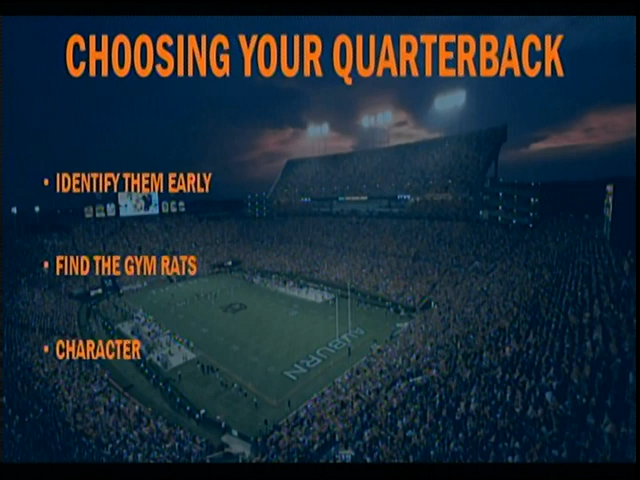 CHOOSING YOUR QUARTERBACK
• IDENTIFY THEM EARLY
• FIND THE GYM RATS
• CHARACTER
AUBURN